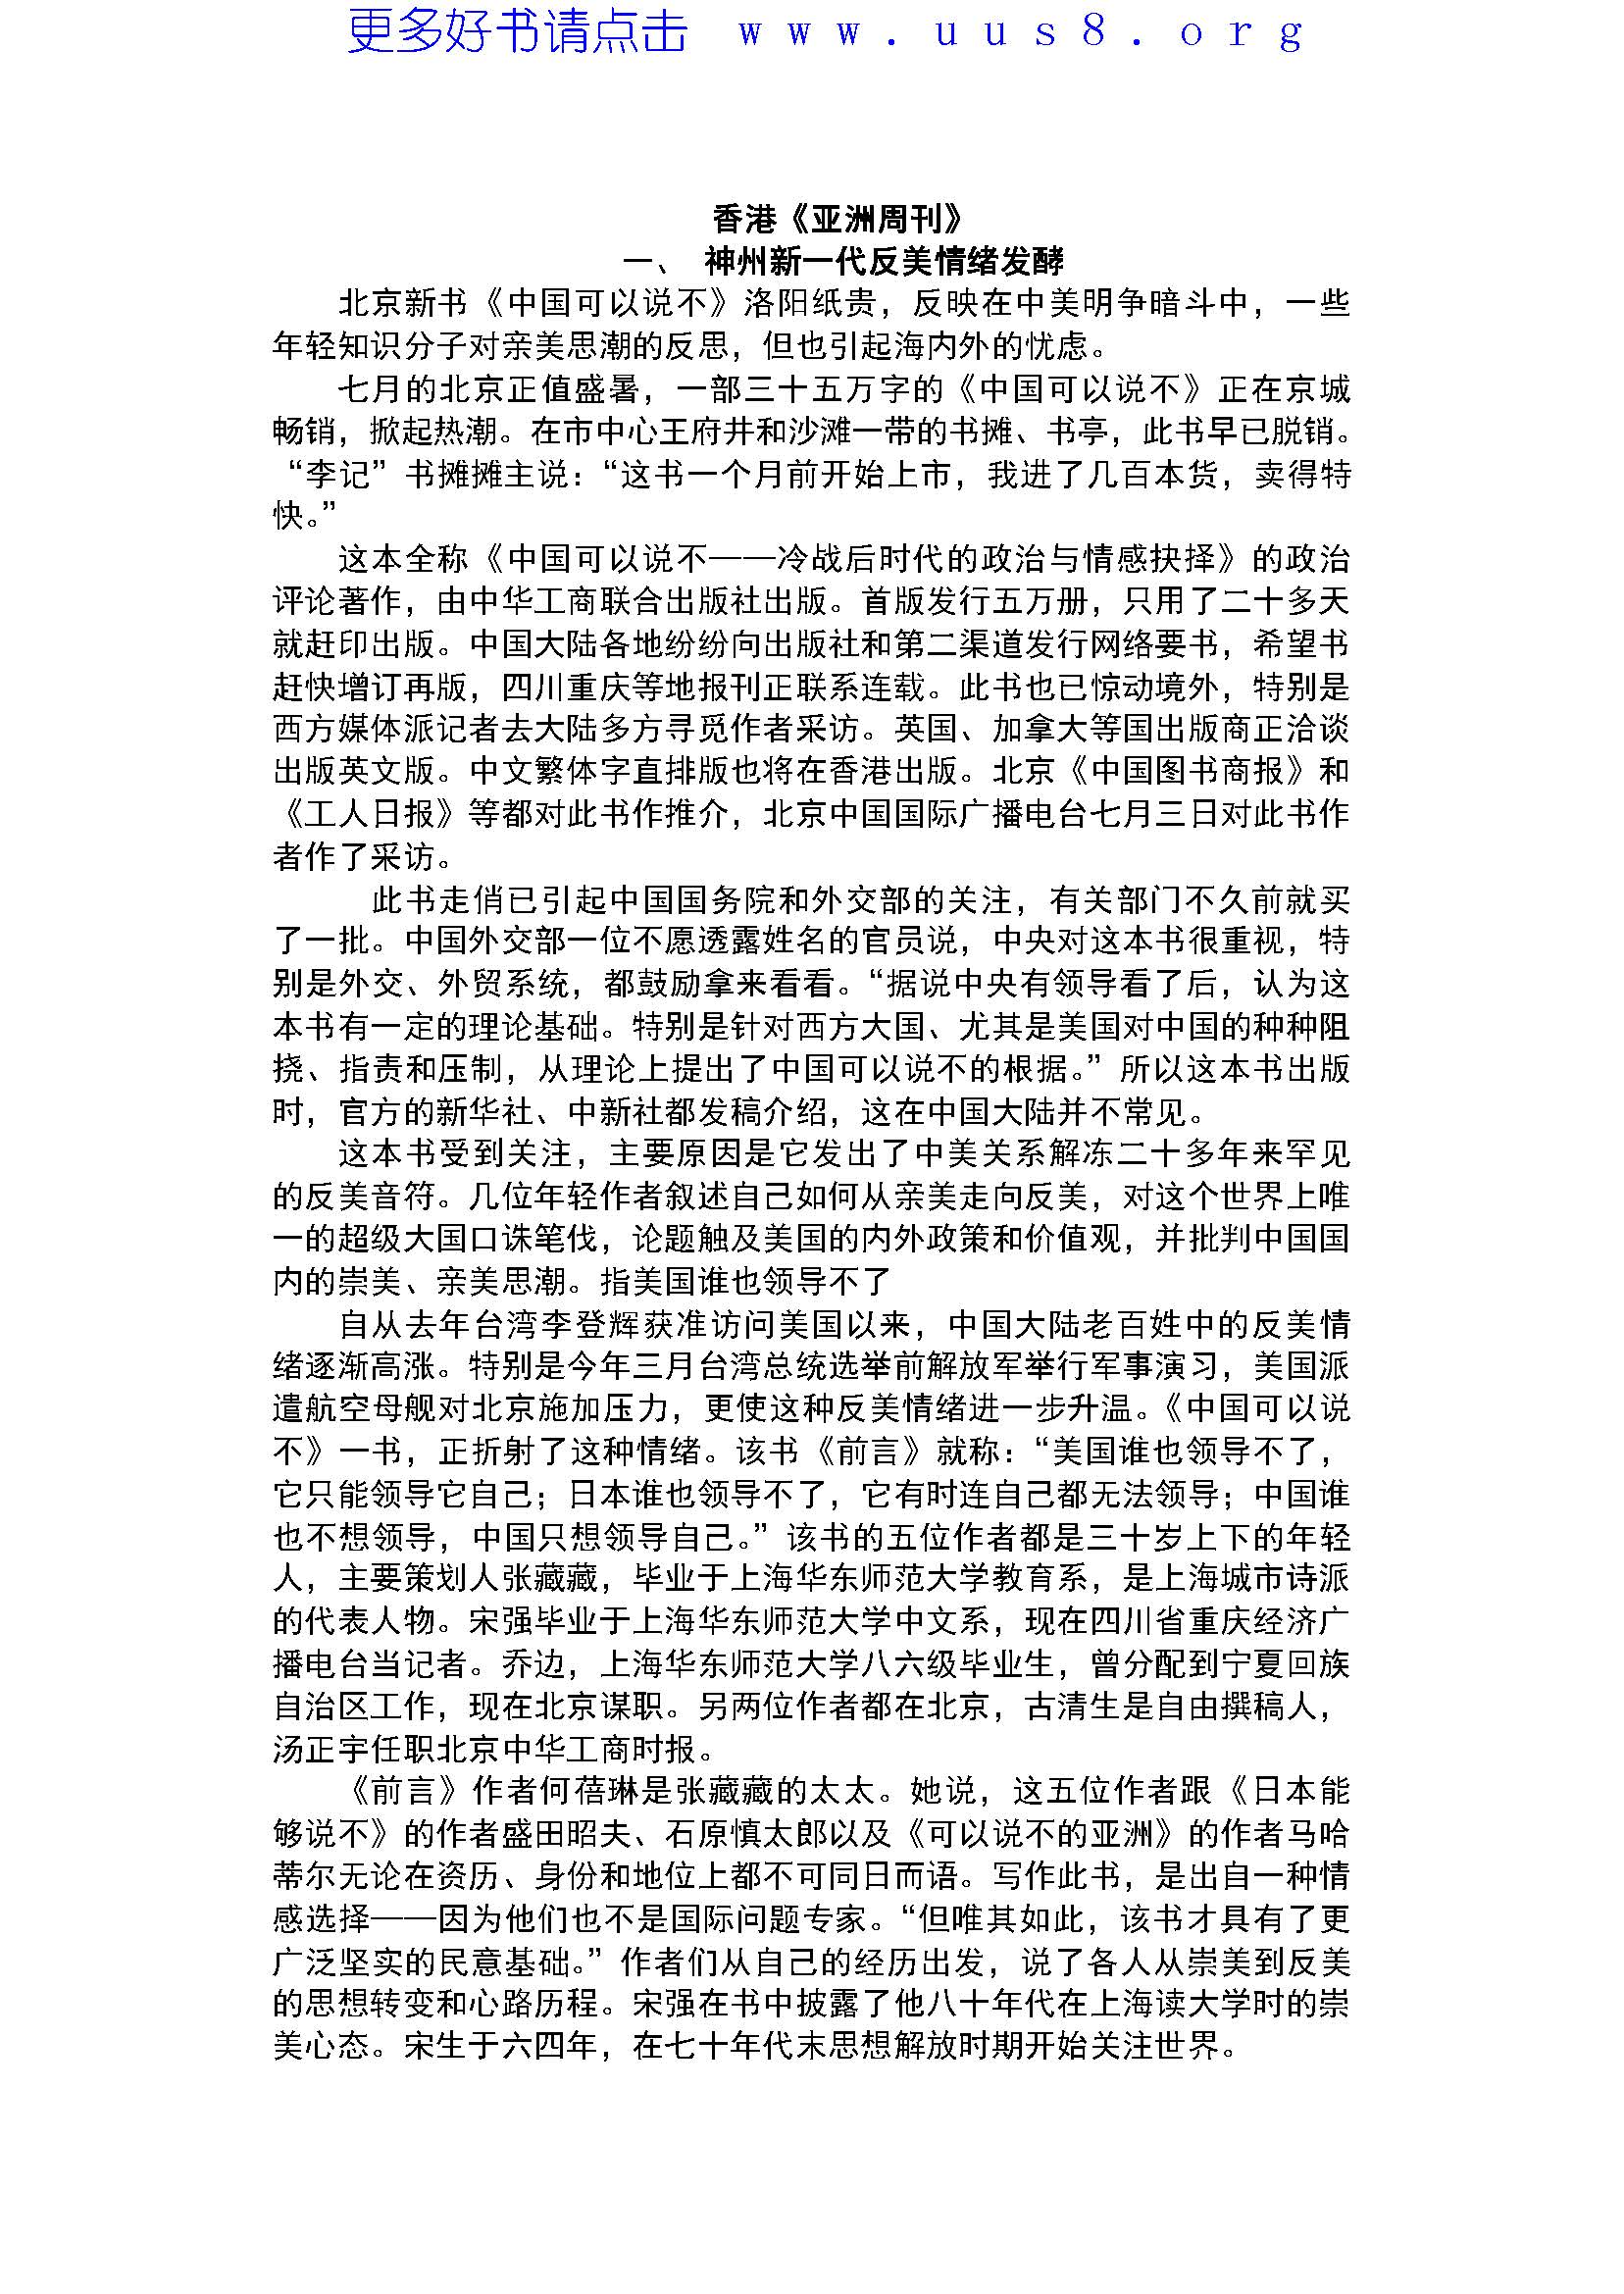 更多好书请点击 www.uus8.org
香港《亚洲周刊》
一、 神州新一代反美情绪发酵
北京新书《中国可以说不》洛阳纸贵，反映在中美明争暗斗中，一些
年轻知识分子对亲美思潮的反思，但也引起海内外的忧虑。
七月的北京正值盛暑，一部三十五万字的《中国可以说不》正在京城
畅销，掀起热潮。在市中心王府井和沙滩一带的书摊、书亭，此书早已脱销。
“李记”书摊摊主说：“这书一个月前开始上市，我进了几百本货，卖得特
快。”
这本全称《中国可以说不——冷战后时代的政治与情感抉择》的政治
评论著作，由中华工商联合出版社出版。首版发行五万册，只用了二十多天
就赶印出版。中国大陆各地纷纷向出版社和第二渠道发行网络要书，希望书
赶快增订再版，四川重庆等地报刊正联系连载。此书也已惊动境外，特别是
西方媒体派记者去大陆多方寻觅作者采访。英国、加拿大等国出版商正洽谈
出版英文版。中文繁体字直排版也将在香港出版。北京《中国图书商报》和
《工人日报》等都对此书作推介，北京中国国际广播电台七月三日对此书作
者作了采访。
此书走俏已引起中国国务院和外交部的关注，有关部门不久前就买
了一批。中国外交部一位不愿透露姓名的官员说，中央对这本书很重视，特
别是外交、外贸系统，都鼓励拿来看看。“据说中央有领导看了后，认为这
本书有一定的理论基础。特别是针对西方大国、尤其是美国对中国的种种阻
挠、指责和压制，从理论上提出了中国可以说不的根据。”所以这本书出版
时，官方的新华社、中新社都发稿介绍，这在中国大陆并不常见。
这本书受到关注，主要原因是它发出了中美关系解冻二十多年来罕见
的反美音符。几位年轻作者叙述自己如何从亲美走向反美，对这个世界上唯
一的超级大国口诛笔伐，论题触及美国的内外政策和价值观，并批判中国国
内的崇美、亲美思潮。指美国谁也领导不了
自从去年台湾李登辉获准访问美国以来，中国大陆老百姓中的反美情
绪逐渐高涨。特别是今年三月台湾总统选举前解放军举行军事演习，美国派
遣航空母舰对北京施加压力，更使这种反美情绪进一步升温。《中国可以说
不》一书，正折射了这种情绪。该书《前言》就称：“美国谁也领导不了，
它只能领导它自己；日本谁也领导不了，它有时连自己都无法领导；中国谁
也不想领导，中国只想领导自己。”该书的五位作者都是三十岁上下的年轻
人，主要策划人张藏藏，毕业于上海华东师范大学教育系，是上海城市诗派
的代表人物。宋强毕业于上海华东师范大学中文系，现在四川省重庆经济广
播电台当记者。乔边，上海华东师范大学八六级毕业生，曾分配到宁夏回族
自治区工作，现在北京谋职。另两位作者都在北京，古清生是自由撰稿人，
汤正宇任职北京中华工商时报。
《前言》作者何蓓琳是张藏藏的太太。她说，这五位作者跟《日本能
够说不》的作者盛田昭夫、石原慎太郎以及《可以说不的亚洲》的作者马哈
蒂尔无论在资历、身份和地位上都不可同日而语。写作此书，是出自一种情
感选择——因为他们也不是国际问题专家。“但唯其如此，该书才具有了更
广泛坚实的民意基础。”作者们从自己的经历出发，说了各人从崇美到反美
的思想转变和心路历程。宋强在书中披露了他八十年代在上海读大学时的崇
美心态。宋生于六四年，在七十年代末思想解放时期开始关注世界。